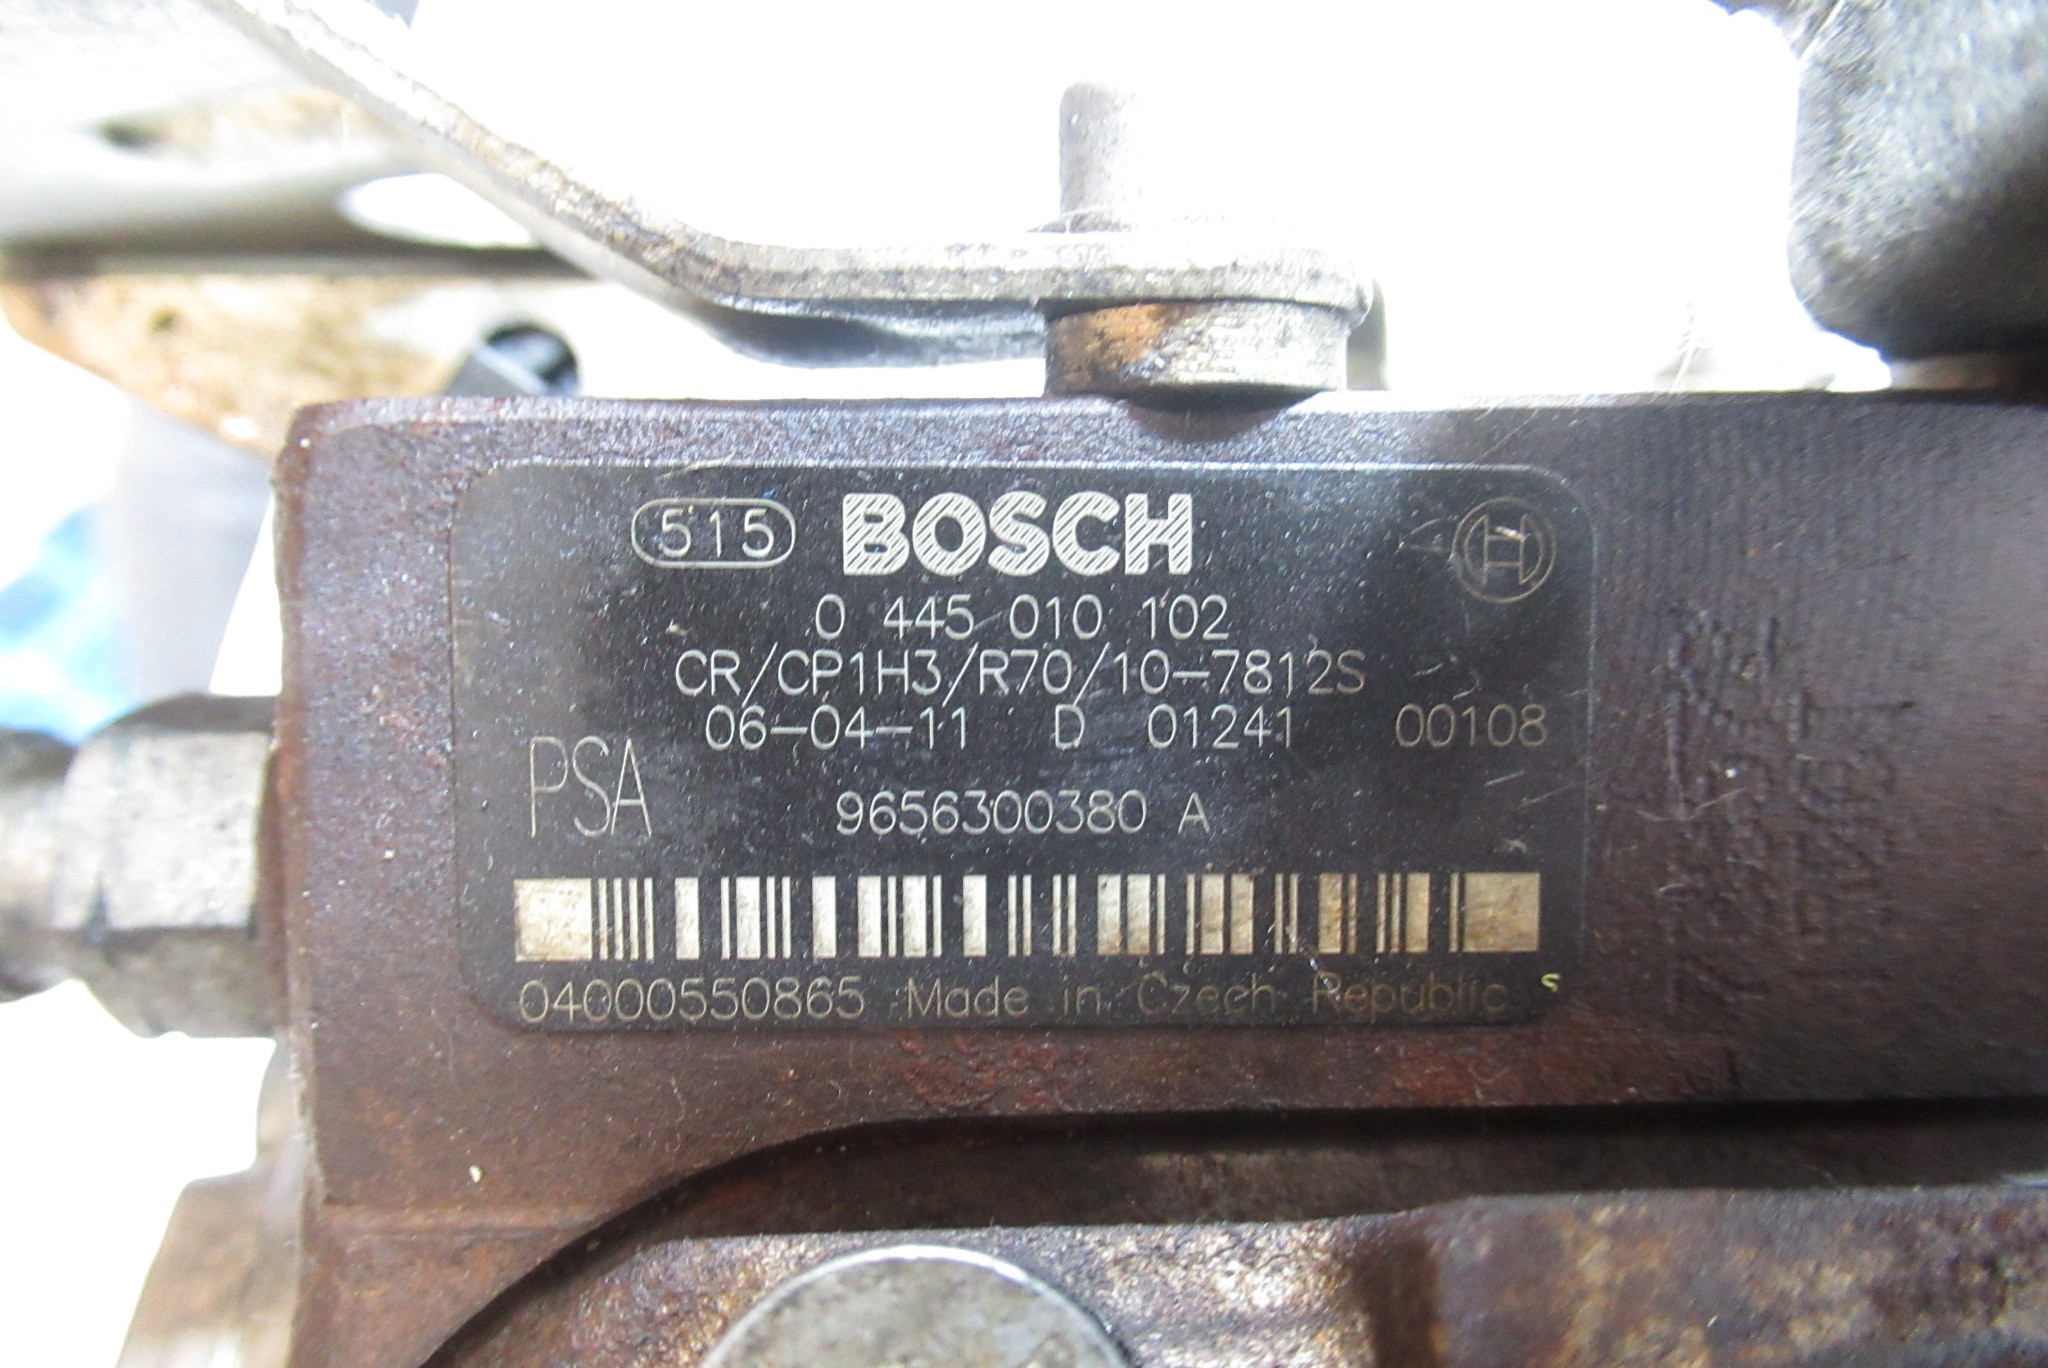 515 BOSCH
0 445 010 102
CR/CP1H3/R70/10-7812S
06-04-11 D 01241 00108
PSA 9656300380 A
04000550865 Made in Czech Republic